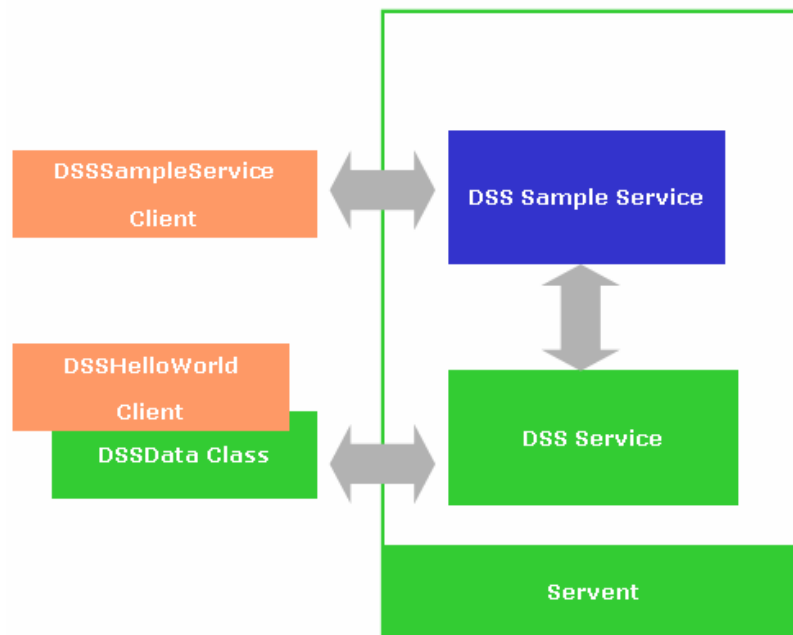 DSSSampleService
Client
DSS Sample Service
DSSHelloWorld
Client
DSSData Class
DSS Service
Servent